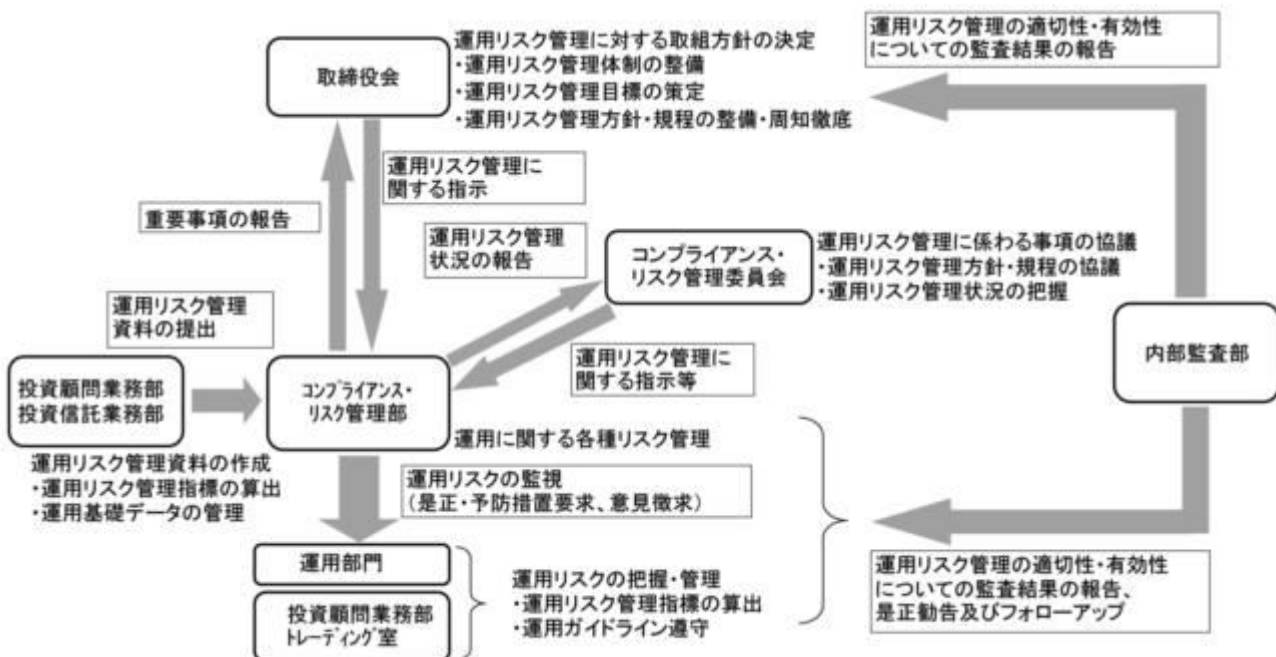 運用リスク管理の適切性・有効性
についての監査結果の報告
取締役会
運用リスク管理に対する取組方針の決定
・運用リスク管理体制の整備
・運用リスク管理目標の策定
・運用リスク管理方針・規程の整備・周知徹底
運用リスク管理に
関する指示
重要事項の報告
運用リスク管理
状況の報告
コンプライアンス・
リスク管理委員会
運用リスク管理に係わる事項の協議
・運用リスク管理方針・規程の協議
・運用リスク管理状況の把握
運用リスク管理
資料の提出
内部監査部
運用リスク管理に
関する指示等
投資顧問業務部
投資信託業務部
コンプライアンス・
リスク管理部
運用に関する各種リスク管理
運用リスク管理資料の作成
・運用リスク管理指標の算出
・運用基礎データの管理
運用リスクの監視
(是正・予防措置要求、意見徴求)
運用部門
投資顧問業務部
トレーディング室
運用リスクの把握・管理
・運用リスク管理指標の算出
・運用ガイドライン遵守
運用リスク管理の適切性・有効性
についての監査結果の報告、
是正勧告及びフォローアップ